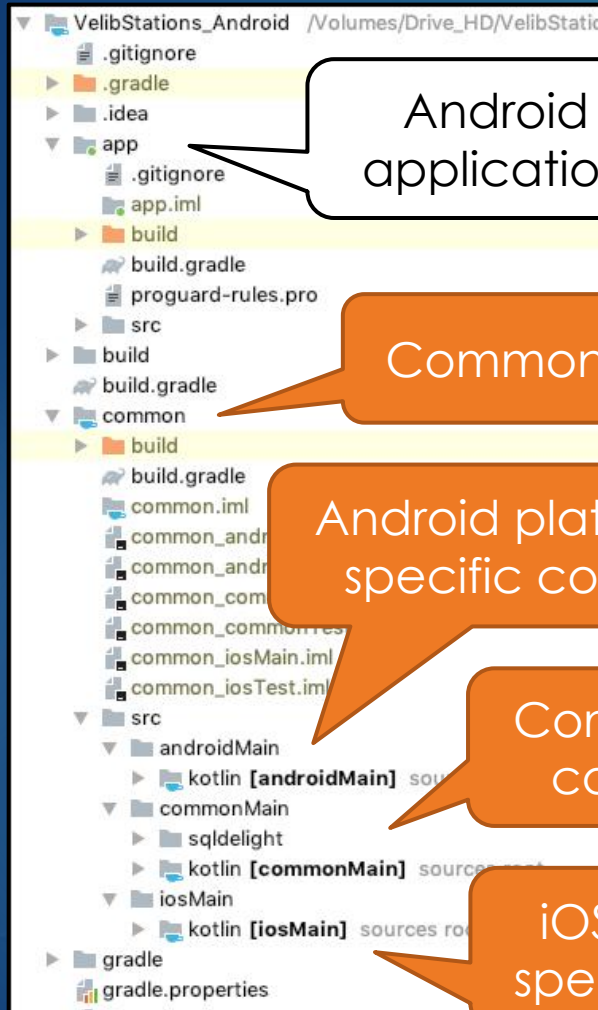 VelibStations_Android /Volumes/Drive_HD/VelibStatio
.gitignore
.gradle
.idea
app
.gitignore
app.iml
build
build.gradle
proguard-rules.pro
src
build
build.gradle
common
build
build.gradle
common.iml
common_andr
common_andr
common_com
common_commonTes
common_iosMain.iml
common_iosTest.iml
src
androidMain
kotlin [androidMain] sou
commonMain
sqldelight
kotlin [commonMain] sources root
iosMain
kotlin [iosMain] sources roo
gradle
gradle.properties
Android
applicatio
Common
Android plat
specific co
Com
co
iOS
spe